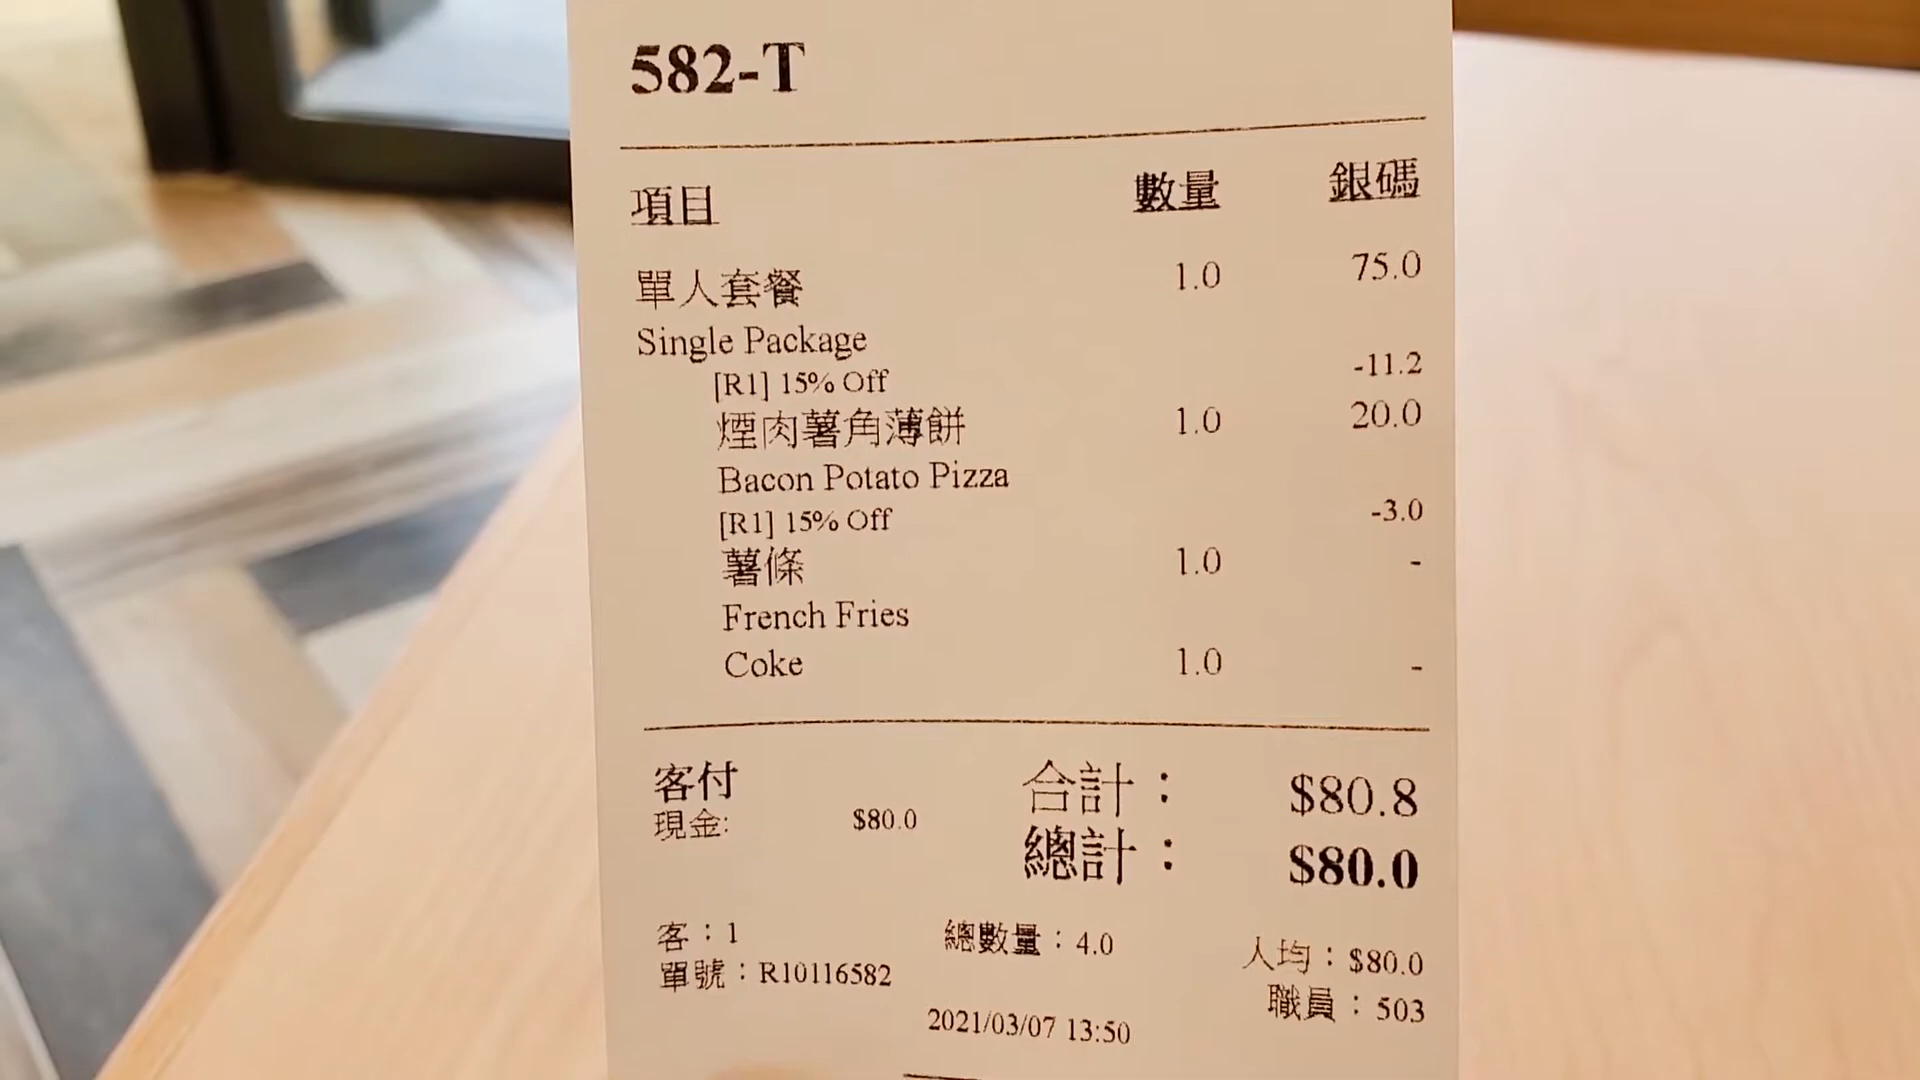 582-T
項目 數量 銀碼
單人套餐 1.0 75.0
Single Package
[R1] 15% Off -11.2
煙肉薯角薄餅 1.0 20.0
Bacon Potato Pizza
[R1] 15% Off -3.0
薯條 1.0 -
French Fries
Coke 1.0 -
客付 合計： $80.8
現金: $80.0
總計： $80.0
客：1 總數量：4.0 人均：$80.0
單號：R10116582 職員：503
2021/03/07 13:50